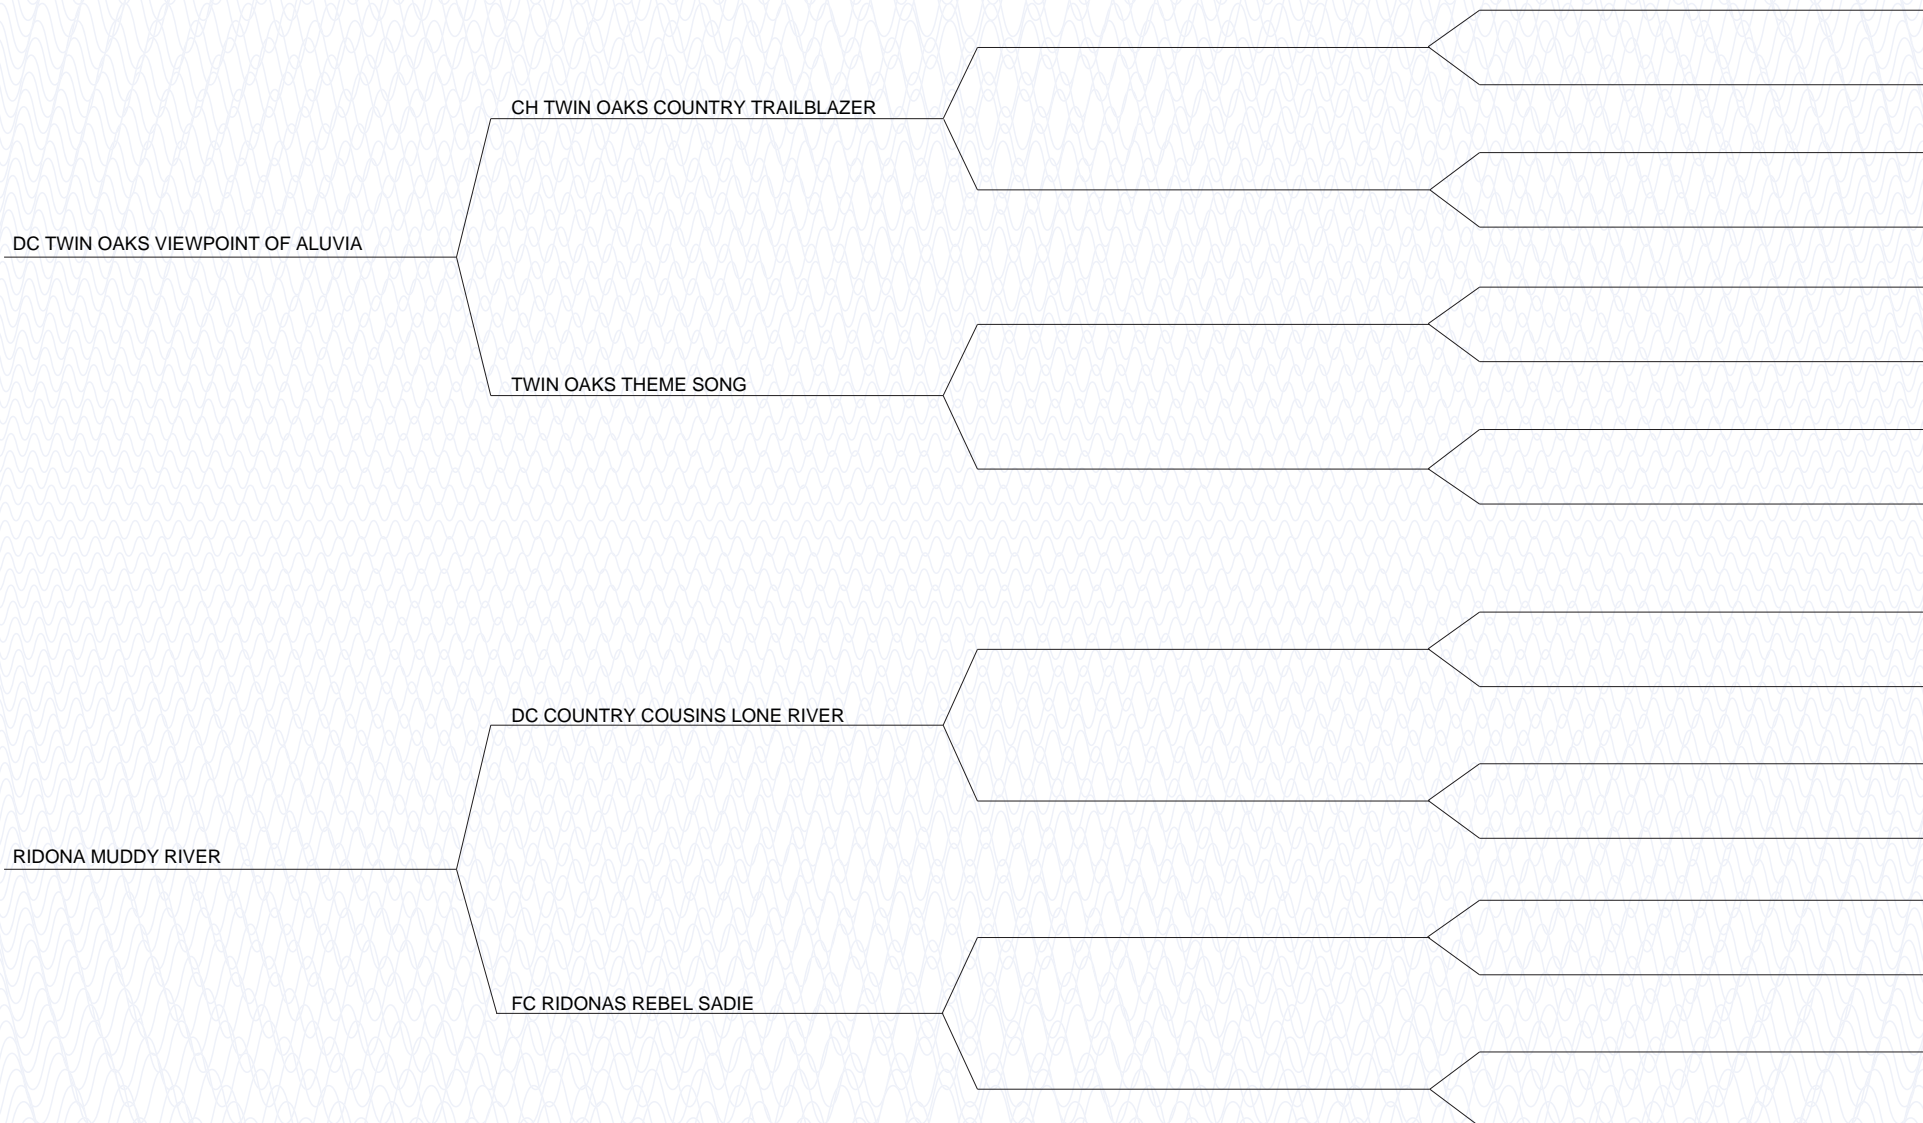 CH TWIN OAKS COUNTRY TRAILBLAZER
DC TWIN OAKS VIEWPOINT OF ALUVIA
TWIN OAKS THEME SONG
DC COUNTRY COUSINS LONE RIVER
RIDONA MUDDY RIVER
FC RIDONAS REBEL SADIE